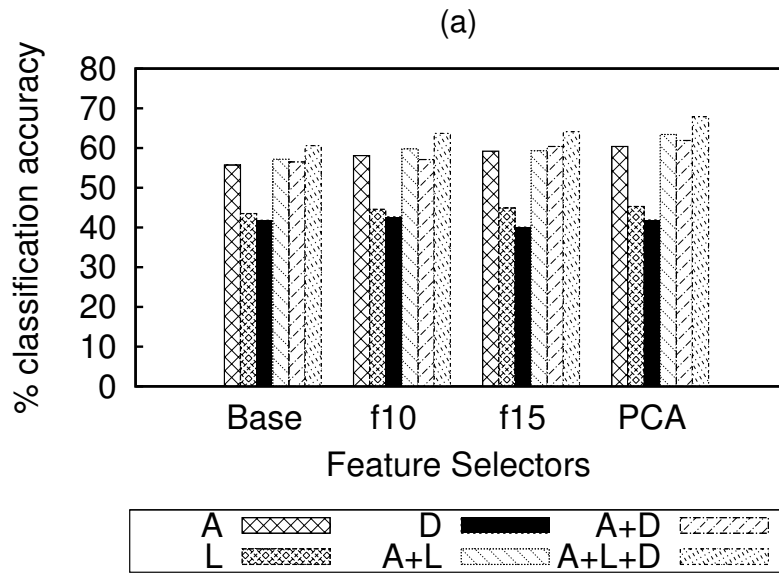 (a)
% classification accuracy
80
70
60
50
40
30
20
10
0
Base f10 f15 PCA
Feature Selectors
A D A+D
L A+L A+L+D